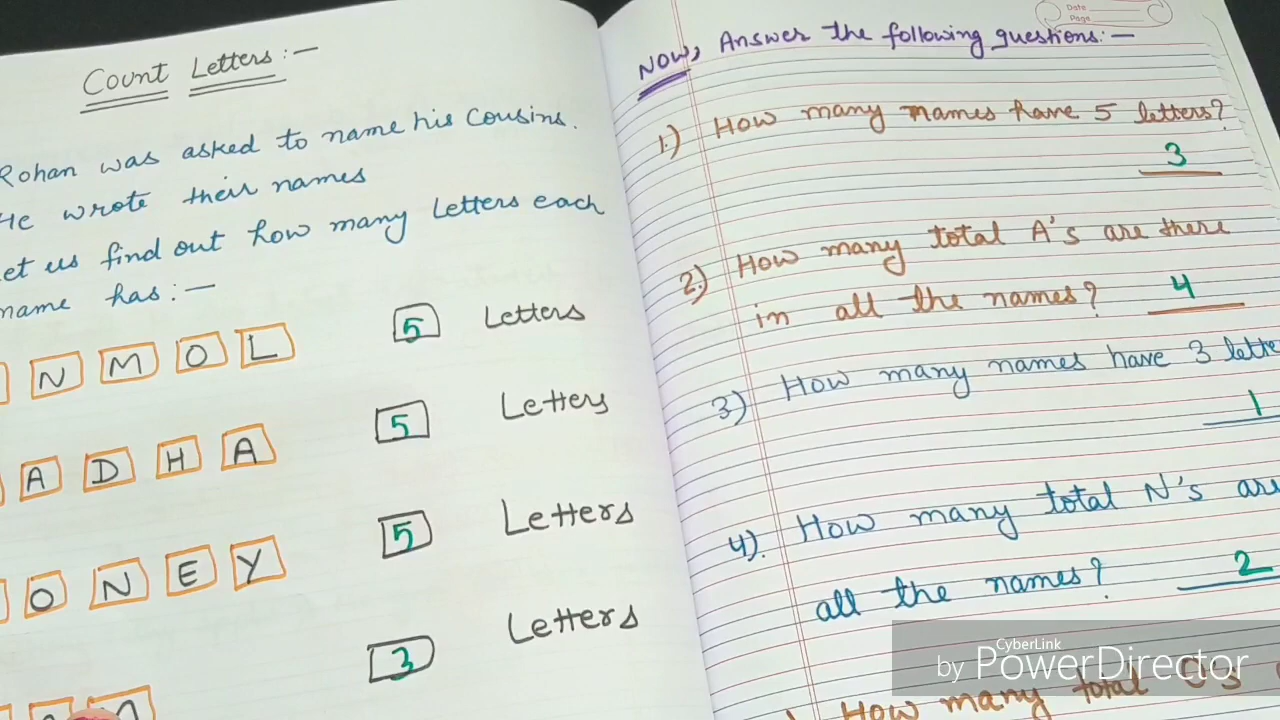 Count Letters:-
Rohan was asked to name his Cousins.
He wrote their names
et us find out how many Letters each
name has:-
N M O L 5 Letters
A D H A 5 Letters
O N E Y 5 Letters
3 Letters
Date
Page
NOW, Answer the following questions:-
1.) How many names have 5 letters?
3
2.) How many total A's are there
in all the names? 4
3) How many names have 3 lette
1
4). How many total N's are
all the names? 2
How many total O's
CyberLink
by PowerDirector